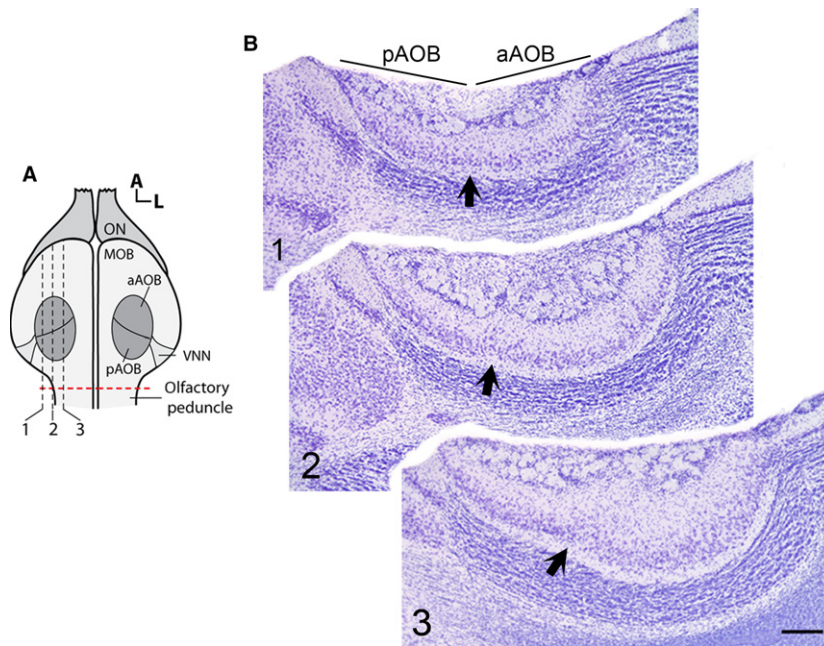 B
pAOB aAOB
A
A
L
ON
MOB
aAOB
pAOB
VNN
Olfactory
peduncle
1 2 3
1
2
3